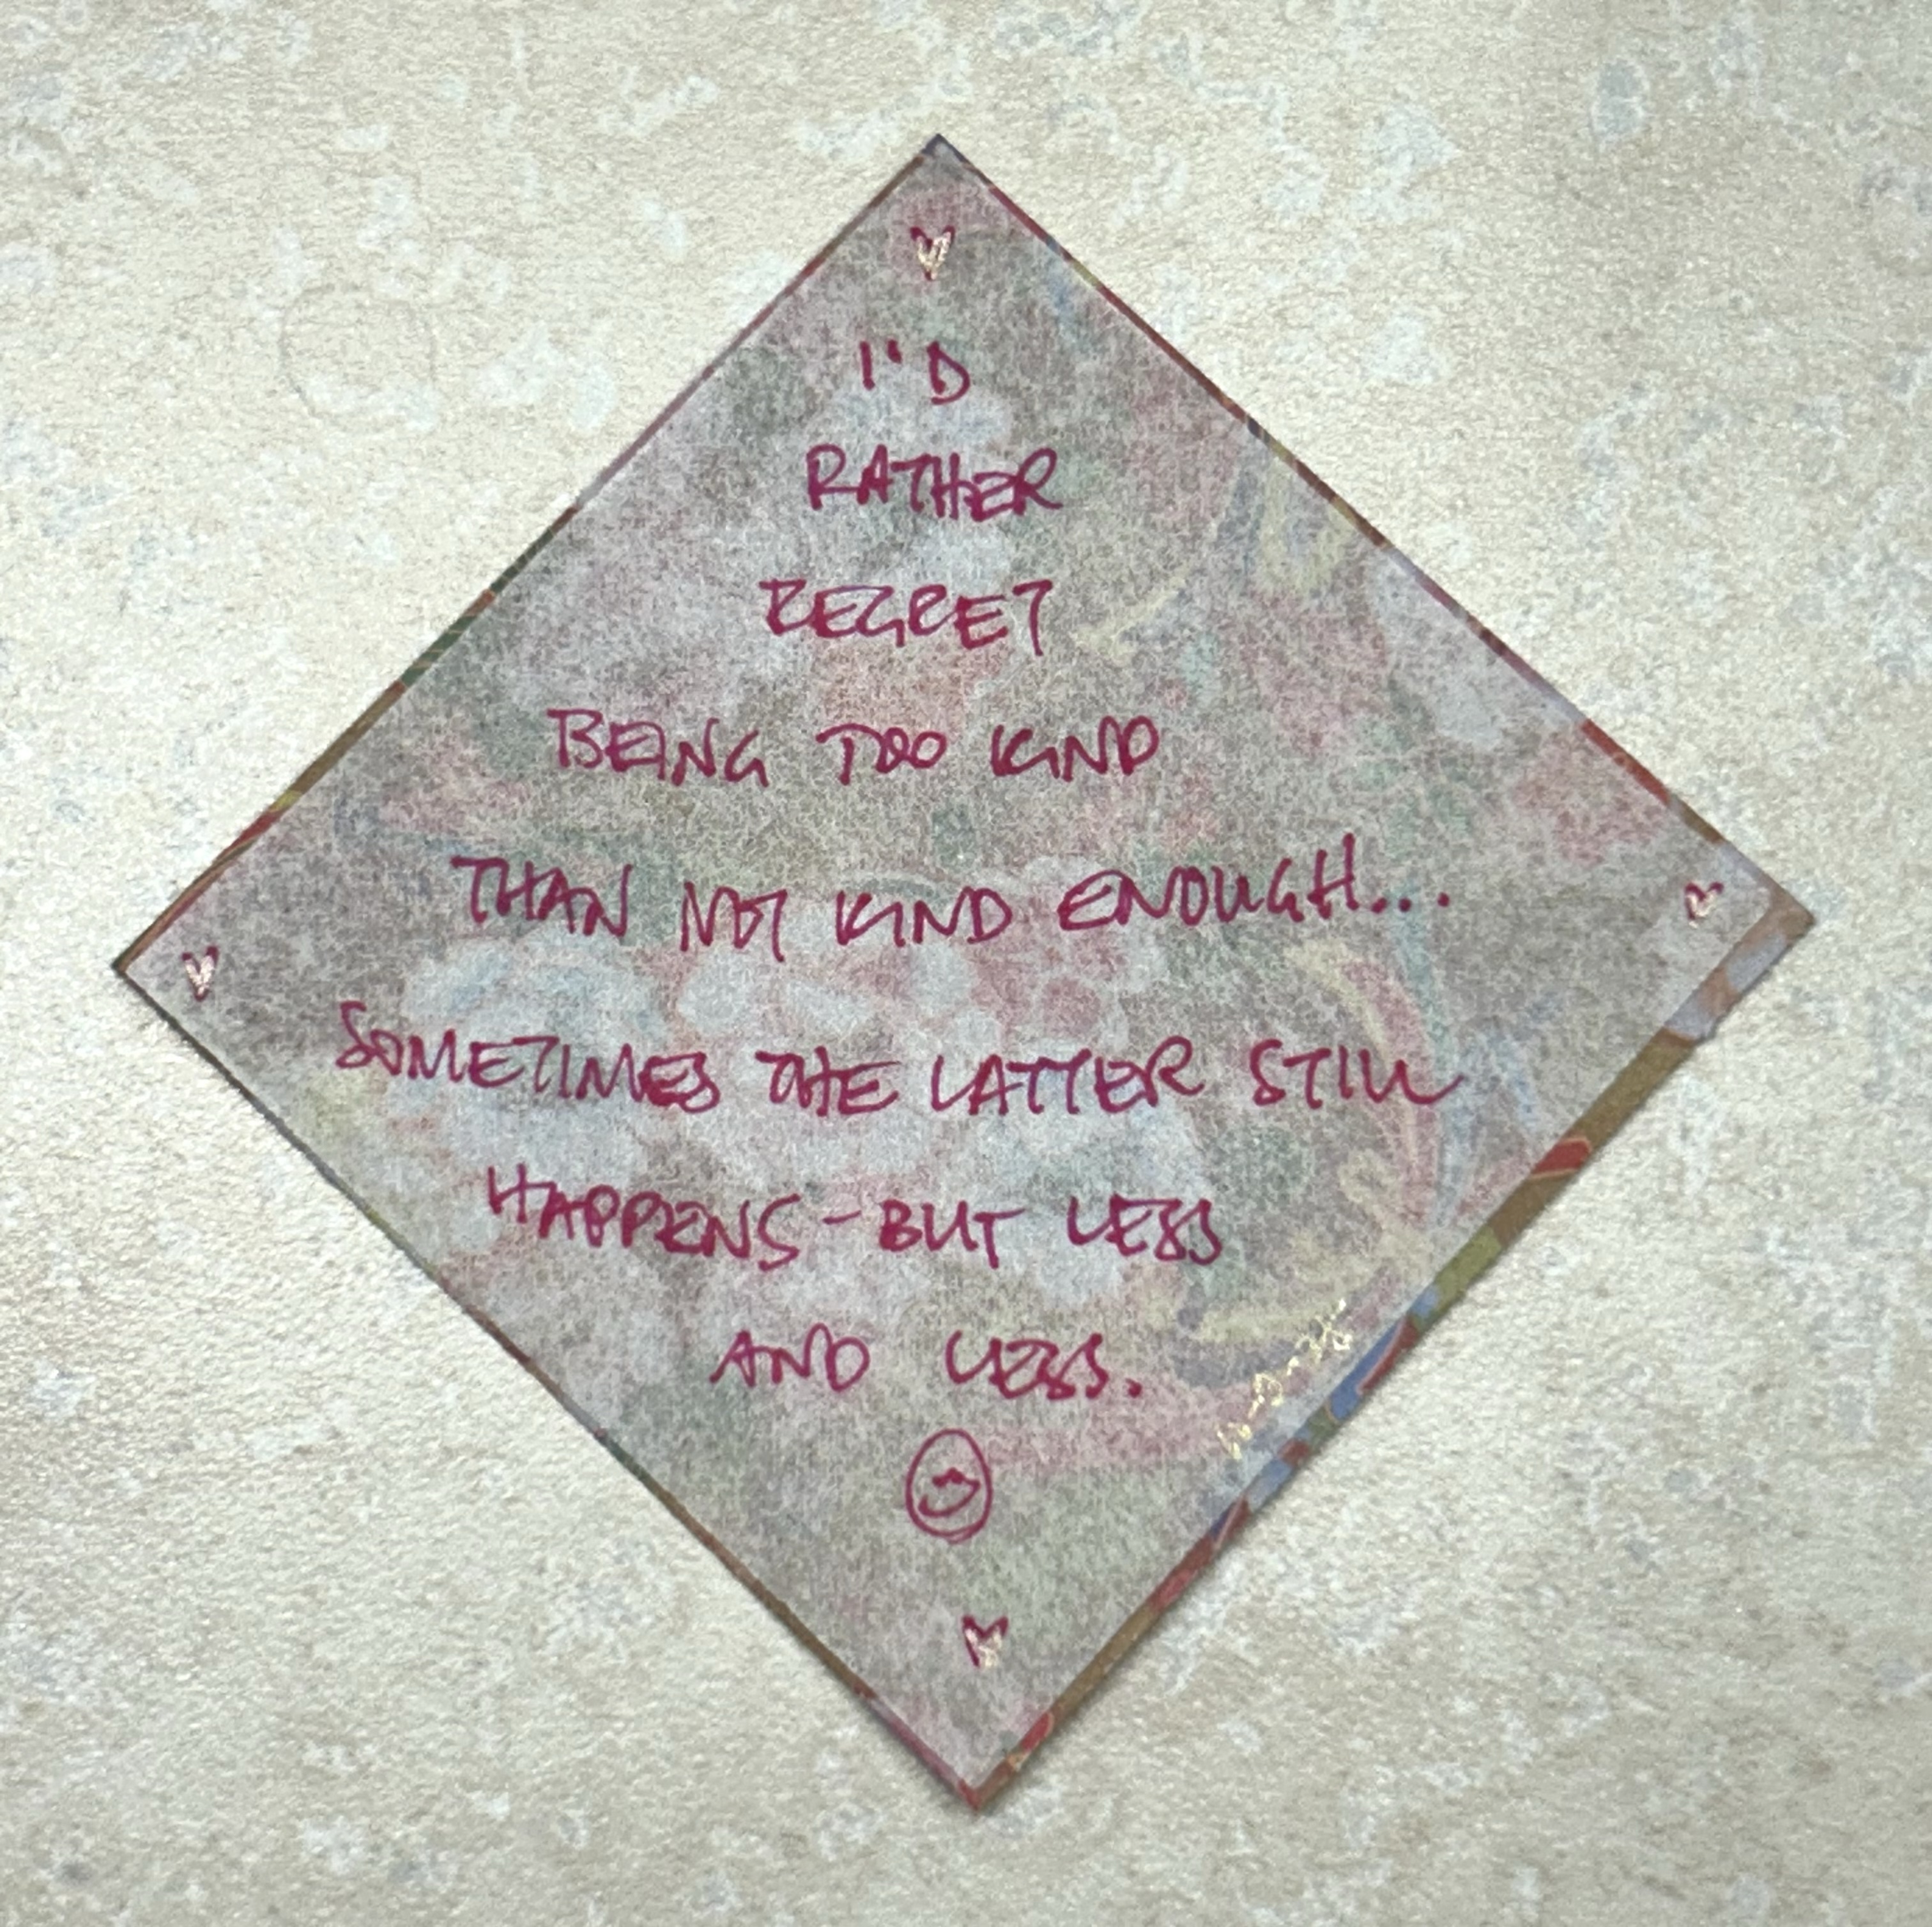 I'D
RATHER
REGRET
BEING TOO KIND
THAN NOT KIND ENOUGH...
SOMETIMES THE LATTER STILL
HAPPENS - BUT LESS
AND LESS.